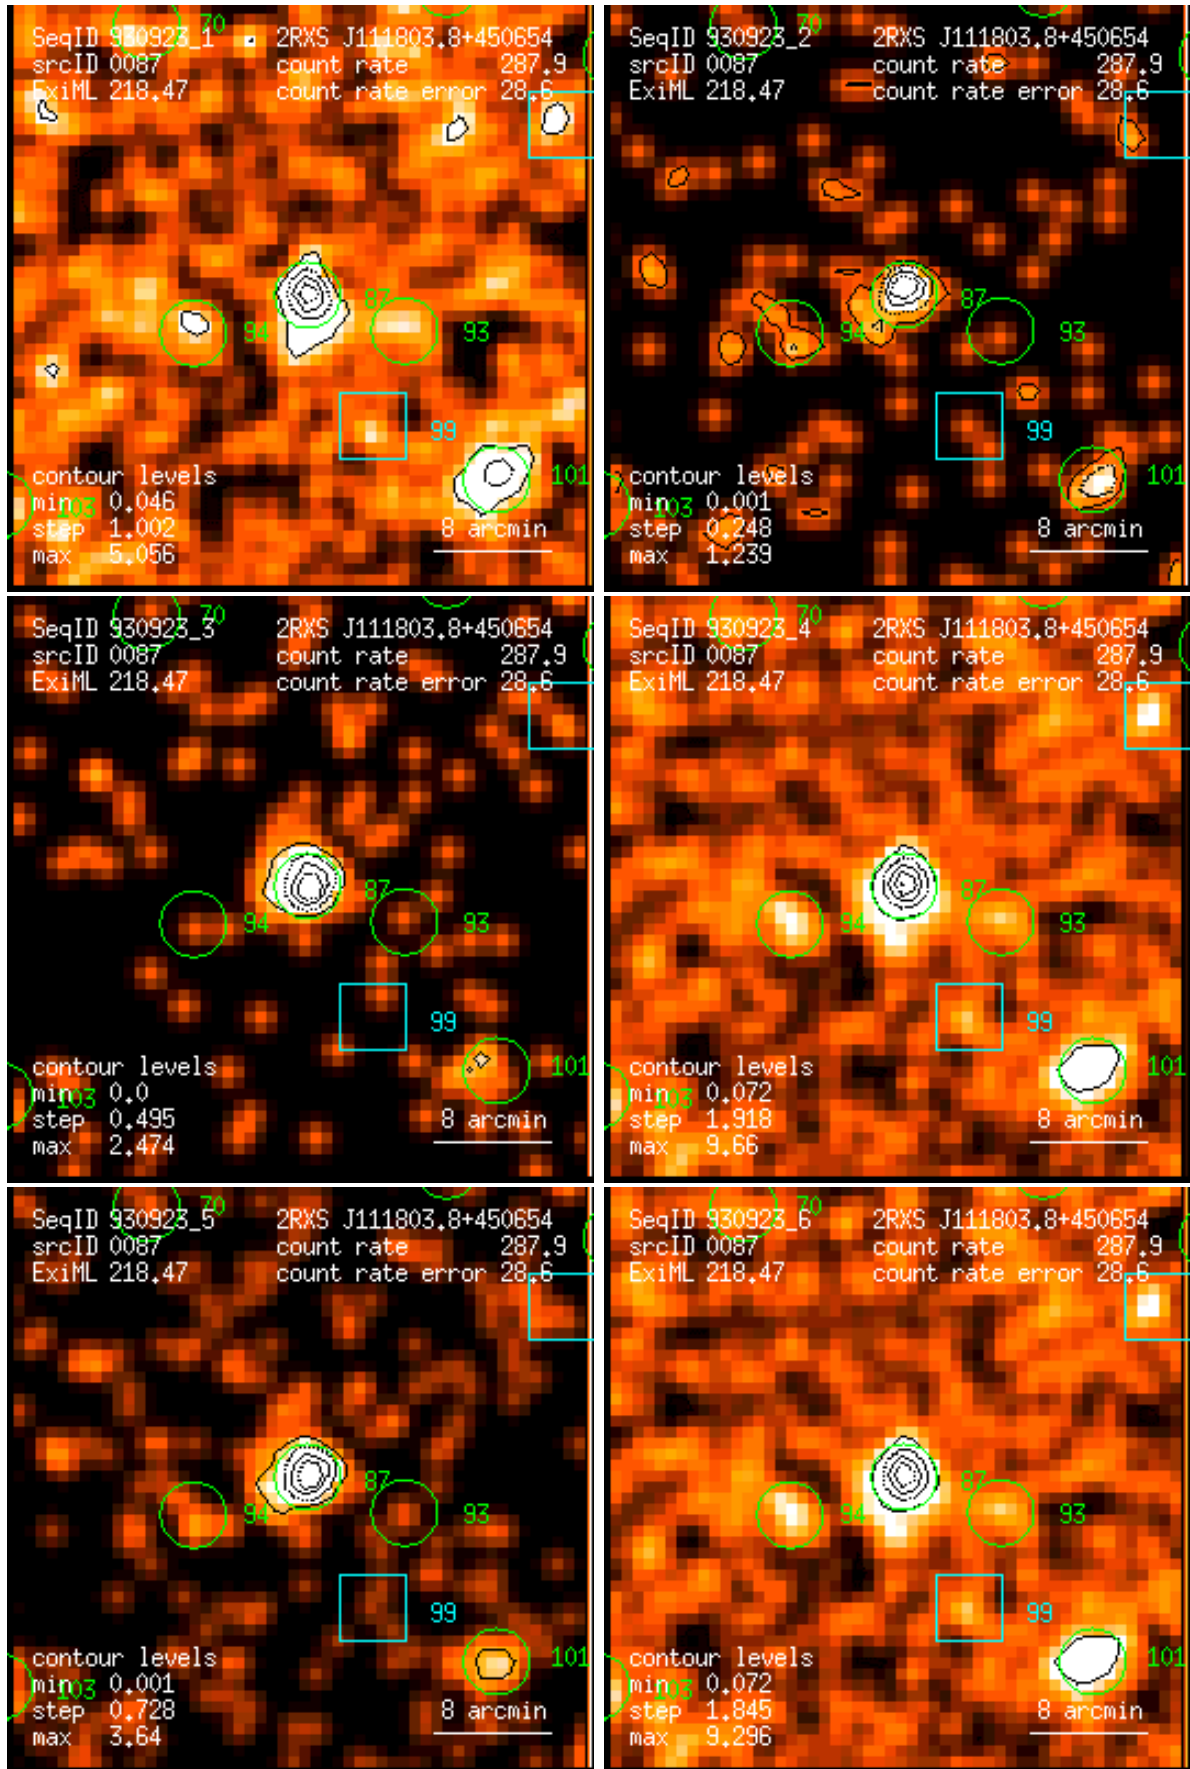 70
SeqID 930923_1 2RXS J111803.8+450654
srcID 0087 count rate 287.9
ExiML 218.47 count rate error 28.6
87
94 93
99
contour levels 101
min 0.046
103
step 1.002 8 arcmin
max 5.056
70
SeqID 930923_2 2RXS J111803.8+450654
srcID 0087 count rate 287.9
ExiML 218.47 count rate error 28.6
87
94 93
99
contour levels 101
min 0.001
103
step 0.248 8 arcmin
max 1.239
70
SeqID 930923_3 2RXS J111803.8+450654
srcID 0087 count rate 287.9
ExiML 218.47 count rate error 28.6
87
94 93
99
contour levels 101
min 0.0
103
step 0.495 8 arcmin
max 2.474
70
SeqID 930923_4 2RXS J111803.8+450654
srcID 0087 count rate 287.9
ExiML 218.47 count rate error 28.6
87
94 93
99
contour levels 101
min 0.072
103
step 1.918 8 arcmin
max 9.66
70
SeqID 930923_5 2RXS J111803.8+450654
srcID 0087 count rate 287.9
ExiML 218.47 count rate error 28.6
87
94 93
99
contour levels 101
min 0.001
103
step 0.728 8 arcmin
max 3.64
70
SeqID 930923_6 2RXS J111803.8+450654
srcID 0087 count rate 287.9
ExiML 218.47 count rate error 28.6
87
94 93
99
contour levels 101
min 0.072
103
step 1.845 8 arcmin
max 9.296